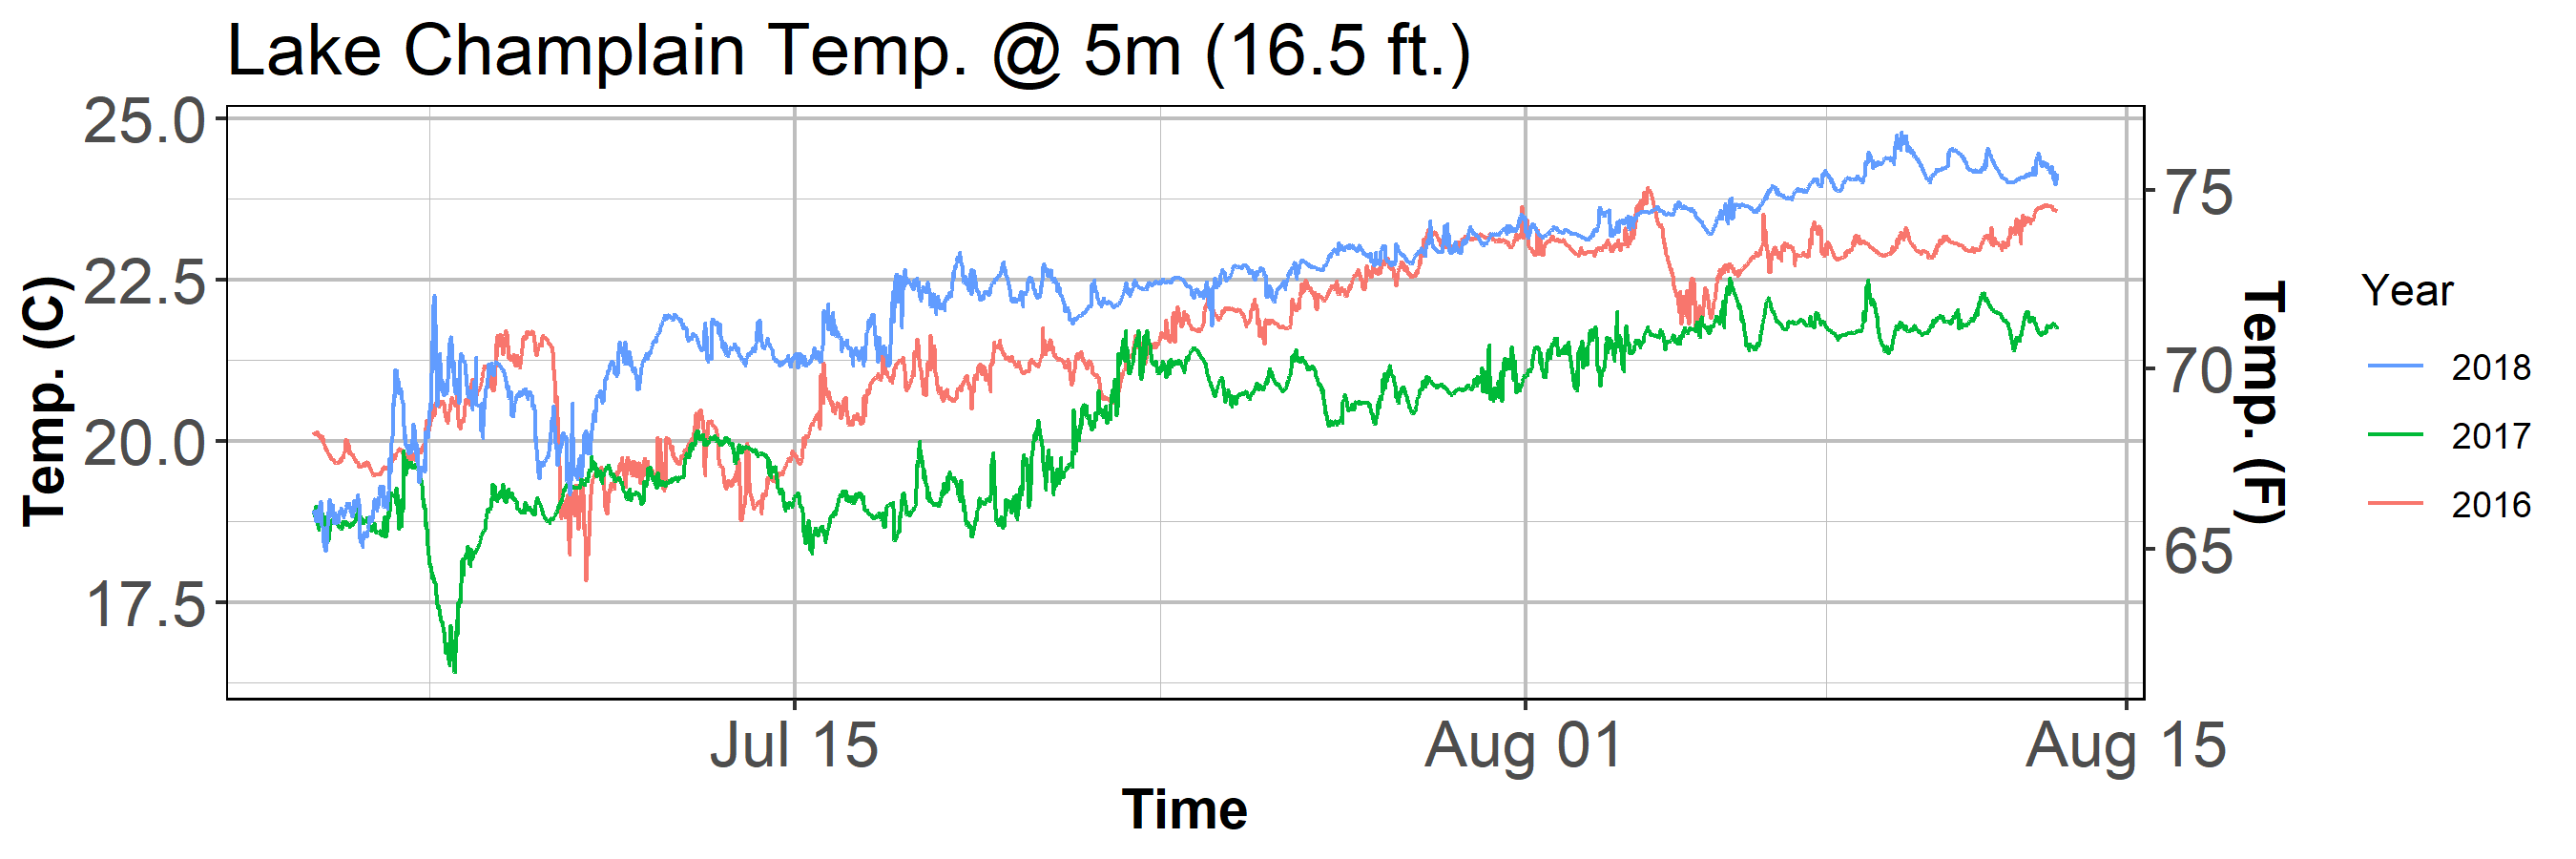 Lake Champlain Temp. @ 5m (16.5 ft.)
25.0
22.5
20.0
17.5
Temp. (C)
75
70
65
Temp. (F)
Jul 15
Aug 01
Aug 15
Time
Year
2018
2017
2016